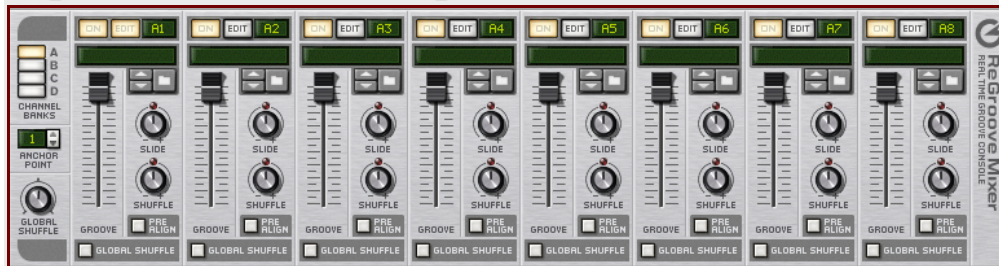 ON EDIT A1 ON EDIT A2 ON EDIT A3 ON EDIT A4 ON EDIT A5 ON EDIT A6 ON EDIT A7 ON EDIT A8
A
B
C
D
CHANNEL
BANKS
1
ANCHOR
POINT
GLOBAL
SHUFFLE
SLIDE SLIDE SLIDE SLIDE SLIDE SLIDE SLIDE SLIDE
SHUFFLE SHUFFLE SHUFFLE SHUFFLE SHUFFLE SHUFFLE SHUFFLE SHUFFLE
GROOVE PRE ALIGN GROOVE PRE ALIGN GROOVE PRE ALIGN GROOVE PRE ALIGN GROOVE PRE ALIGN GROOVE PRE ALIGN GROOVE PRE ALIGN GROOVE PRE ALIGN
GLOBAL SHUFFLE GLOBAL SHUFFLE GLOBAL SHUFFLE GLOBAL SHUFFLE GLOBAL SHUFFLE GLOBAL SHUFFLE GLOBAL SHUFFLE GLOBAL SHUFFLE
ReGrooveMixer
REAL TIME GROOVE CONSOLE